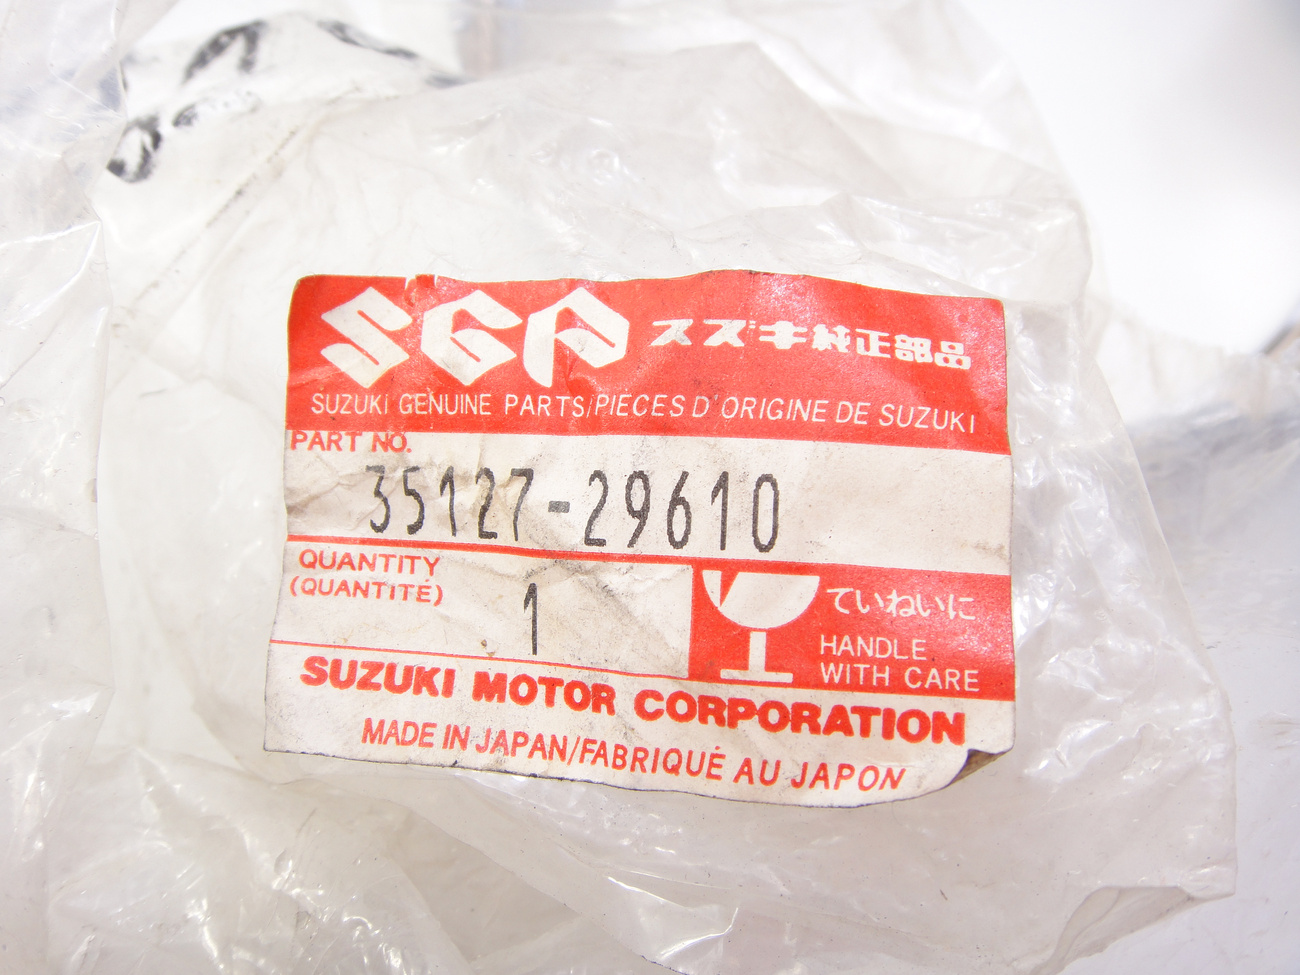 SGP スズキ純正部品
SUZUKI GENUINE PARTS/PIÈCES D'ORIGINE DE SUZUKI
PART NO.
35127-29610
QUANTITY
(QUANTITÉ)
1
ていねいに
HANDLE
WITH CARE
SUZUKI MOTOR CORPORATION
MADE IN JAPAN/FABRIQUÉ AU JAPON